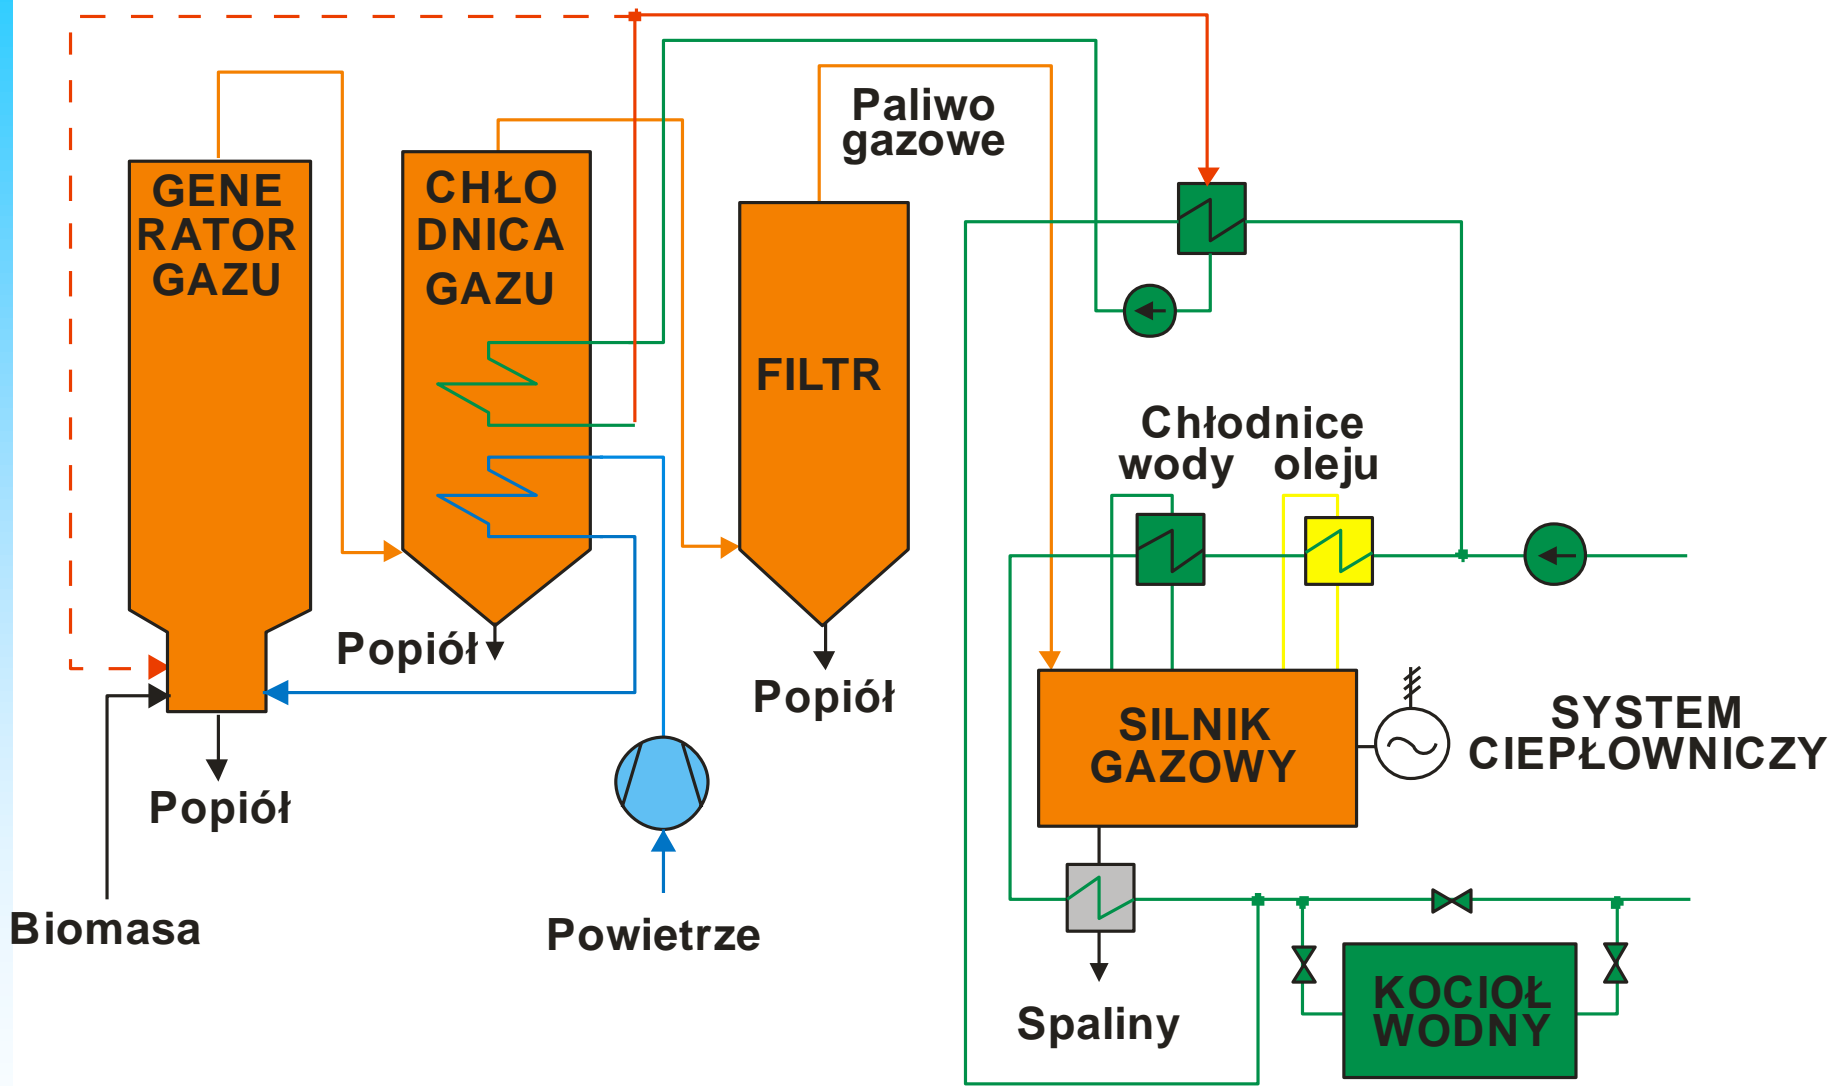 Paliwo
gazowe
GENE
RATOR
GAZU
CHŁO
DNICA
GAZU
FILTR
Chłodnice
wody oleju
Popiół
Popiół
Popiół
SILNIK
GAZOWY
SYSTEM
CIEPŁOWNICZY
Biomasa
Powietrze
Spaliny
KOCIOŁ
WODNY